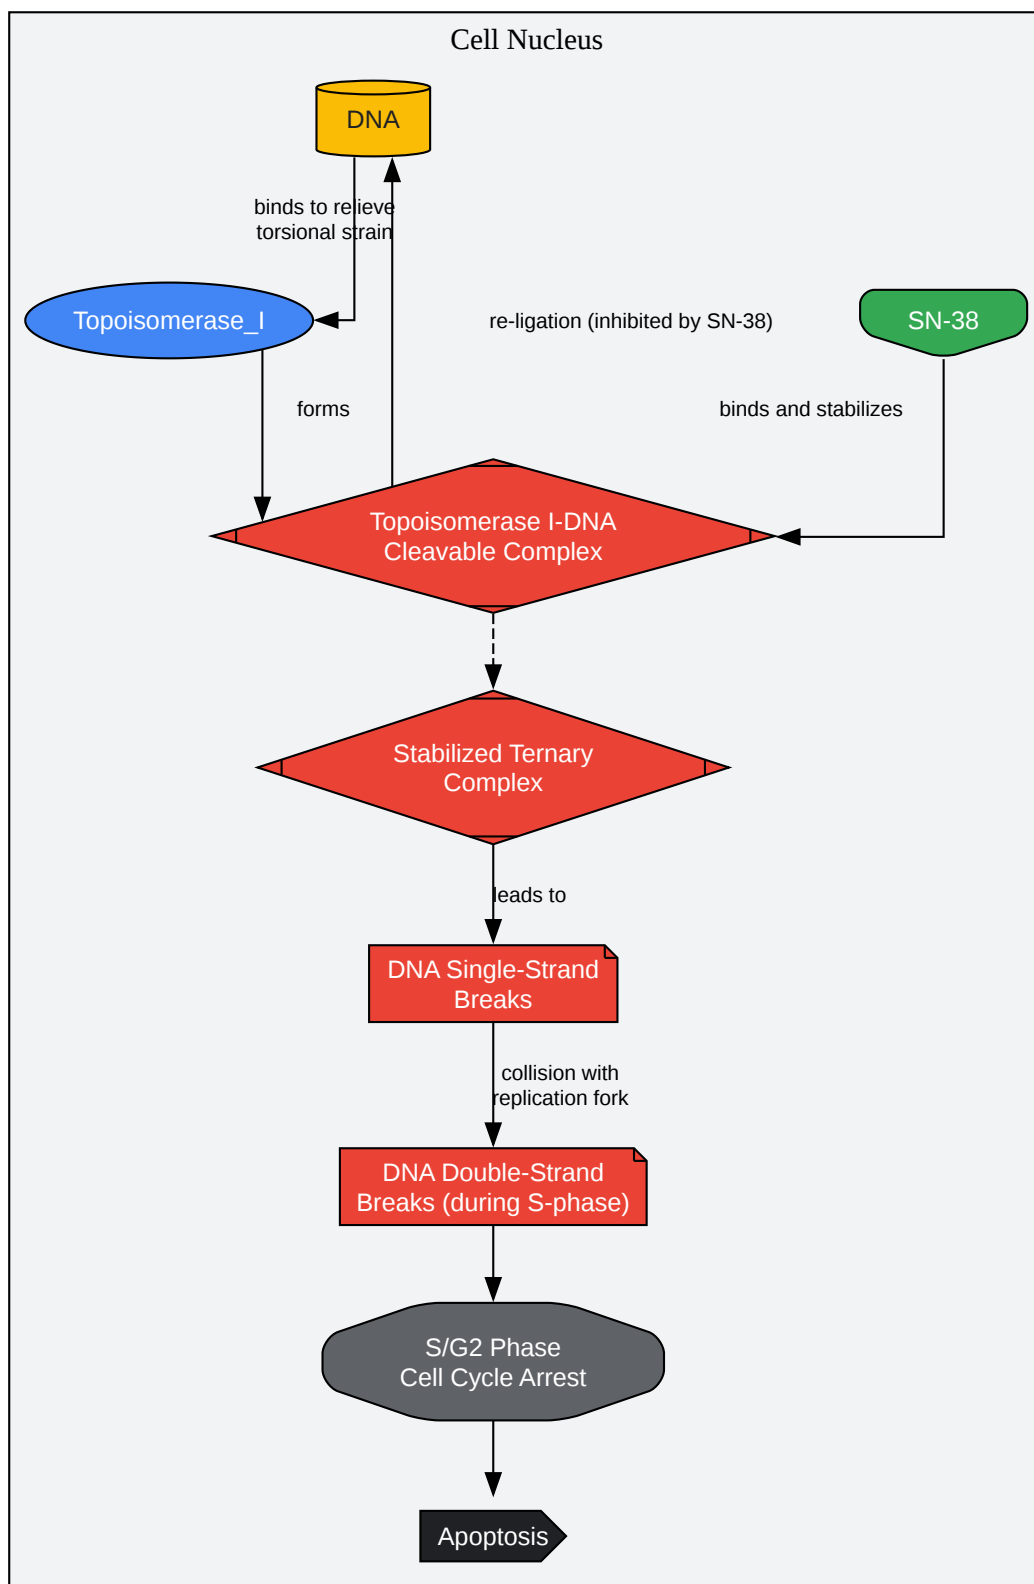 Cell Nucleus
DNA
binds to relieve
torsional strain
Topoisomerase_I
re-ligation (inhibited by SN-38)
SN-38
forms
binds and stabilizes
Topoisomerase I-DNA
Cleavable Complex
Stabilized Ternary
Complex
leads to
DNA Single-Strand
Breaks
collision with
replication fork
DNA Double-Strand
Breaks (during S-phase)
S/G2 Phase
Cell Cycle Arrest
Apoptosis